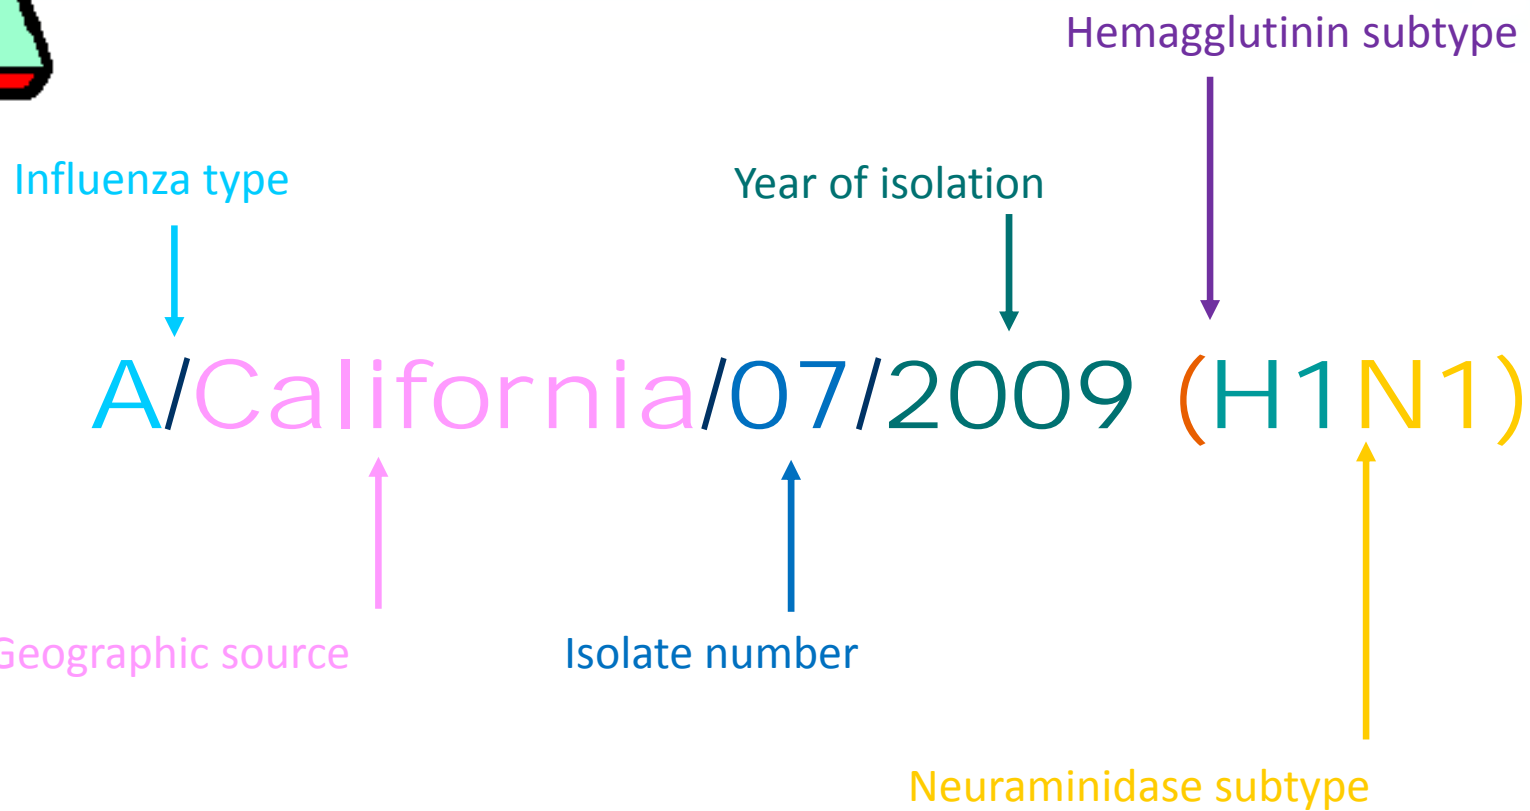 Hemagglutinin subtype
Influenza type
Year of isolation
A/California/07/2009 (H1N1)
Geographic source
Isolate number
Neuraminidase subtype